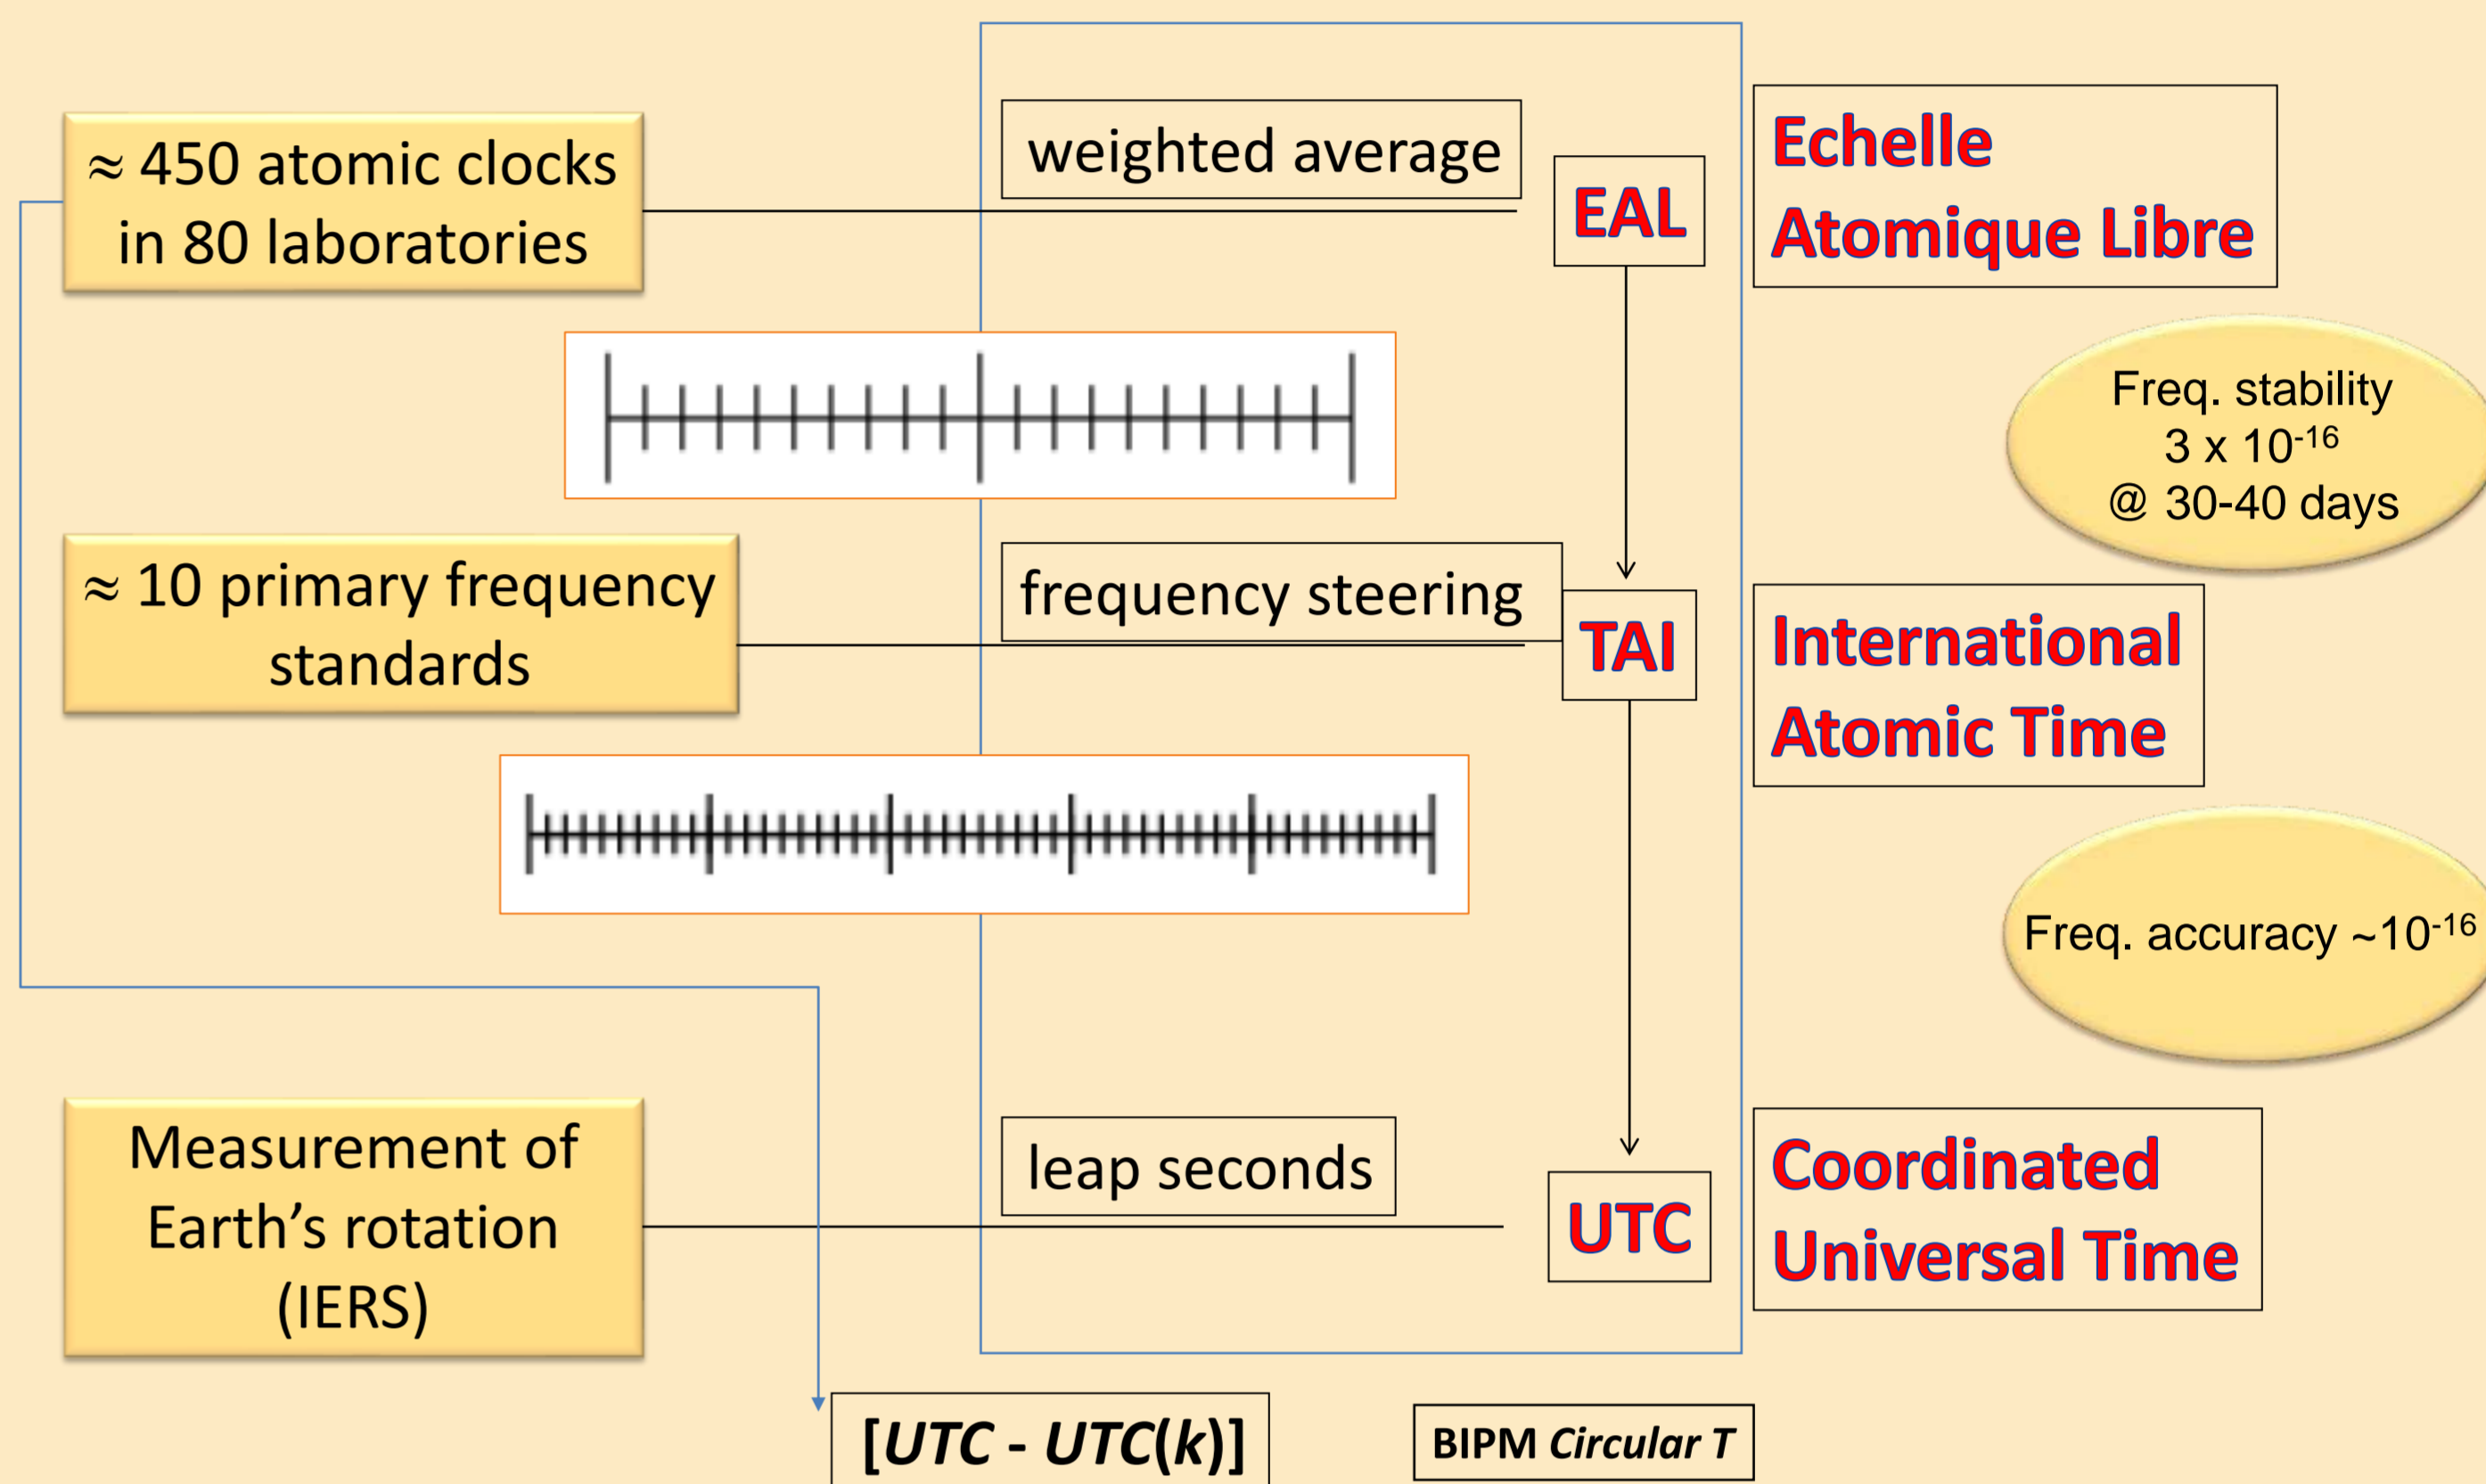 ≈ 450 atomic clocks
in 80 laboratories
weighted average
EAL
Echelle
Atomique Libre
Freq. stability
3 x 10⁻¹⁶
@ 30-40 days
≈ 10 primary frequency
standards
frequency steering
TAI
International
Atomic Time
Freq. accuracy ~10⁻¹⁶
Measurement of
Earth’s rotation
(IERS)
leap seconds
UTC
Coordinated
Universal Time
[UTC - UTC(k)]
BIPM Circular T